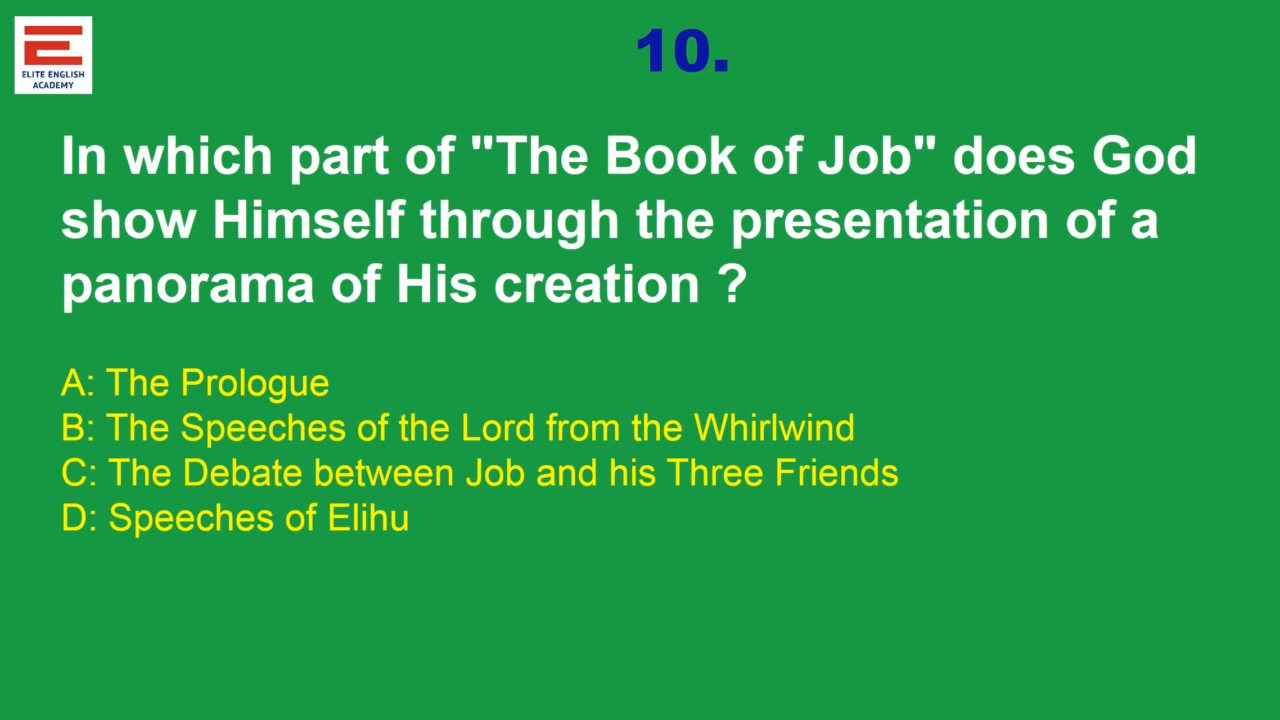 ELITE ENGLISH
ACADEMY
10.
In which part of "The Book of Job" does God
show Himself through the presentation of a
panorama of His creation ?
A: The Prologue
B: The Speeches of the Lord from the Whirlwind
C: The Debate between Job and his Three Friends
D: Speeches of Elihu